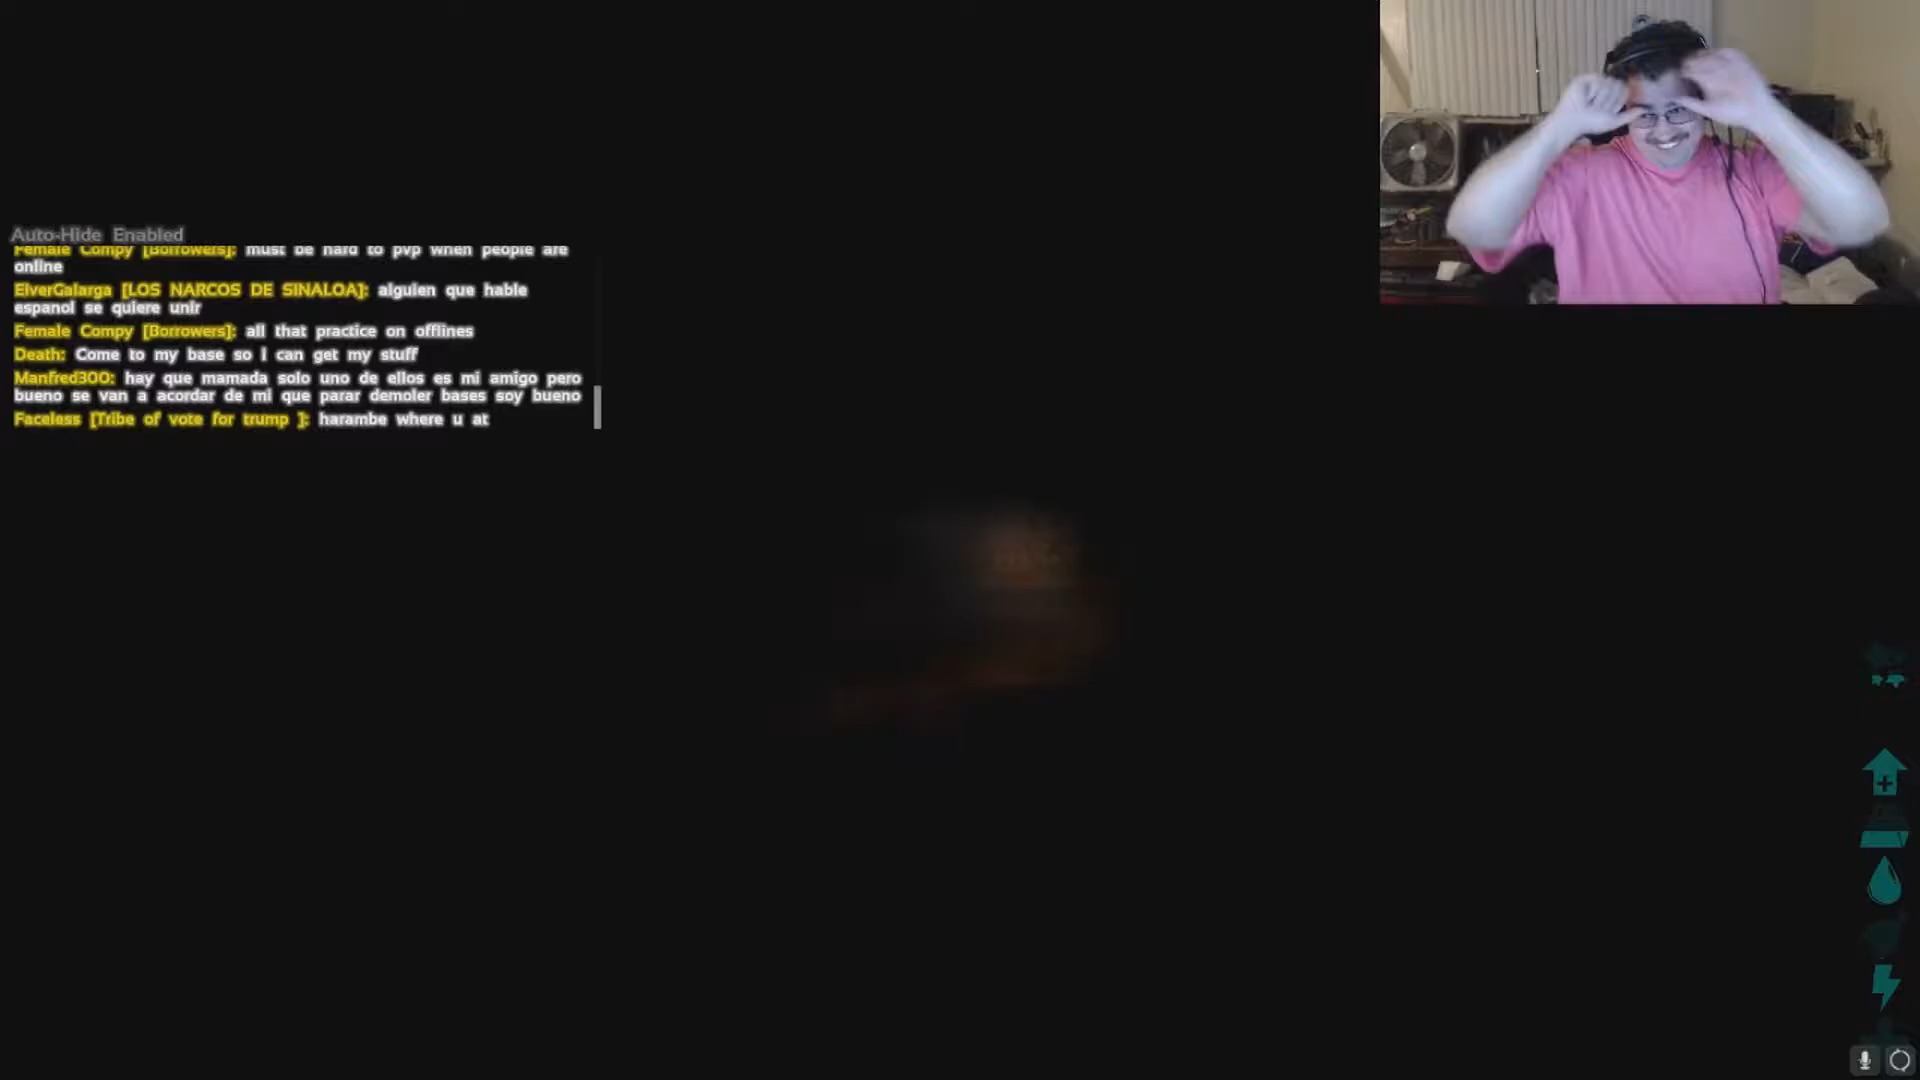 Auto-Hide Enabled
Female Compy [Borrowers]: must be hard to pvp when people are
online
ElverGalarga [LOS NARCOS DE SINALOA]: alguien que hable
espanol se quiere unir
Female Compy [Borrowers]: all that practice on offlines
Death: Come to my base so I can get my stuff
Manfred300: hay que mamada solo uno de ellos es mi amigo pero
bueno se van a acordar de mi que parar demoler bases soy bueno
Faceless [Tribe of vote for trump ]: harambe where u at